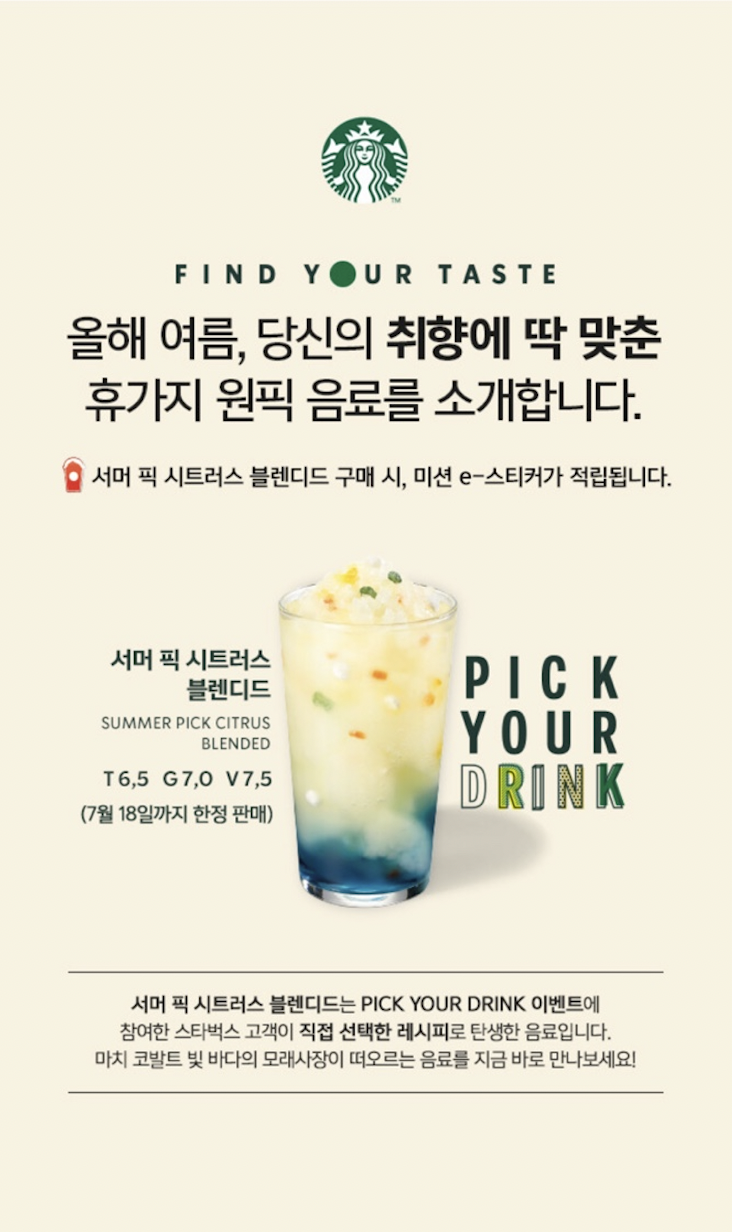 FIND YOUR TASTE
올해 여름, 당신의 취향에 딱 맞춘
휴가지 원픽 음료를 소개합니다.
서머 픽 시트러스 블렌디드 구매 시, 미션 e-스티커가 적립됩니다.
서머 픽 시트러스
블렌디드
SUMMER PICK CITRUS
BLENDED
T 6,5 G 7,0 V 7,5
(7월 18일까지 한정 판매)
PICK
YOUR
DRINK
서머 픽 시트러스 블렌디드는 PICK YOUR DRINK 이벤트에
참여한 스타벅스 고객이 직접 선택한 레시피로 탄생한 음료입니다.
마치 코발트 빛 바다의 모래사장이 떠오르는 음료를 지금 바로 만나보세요!